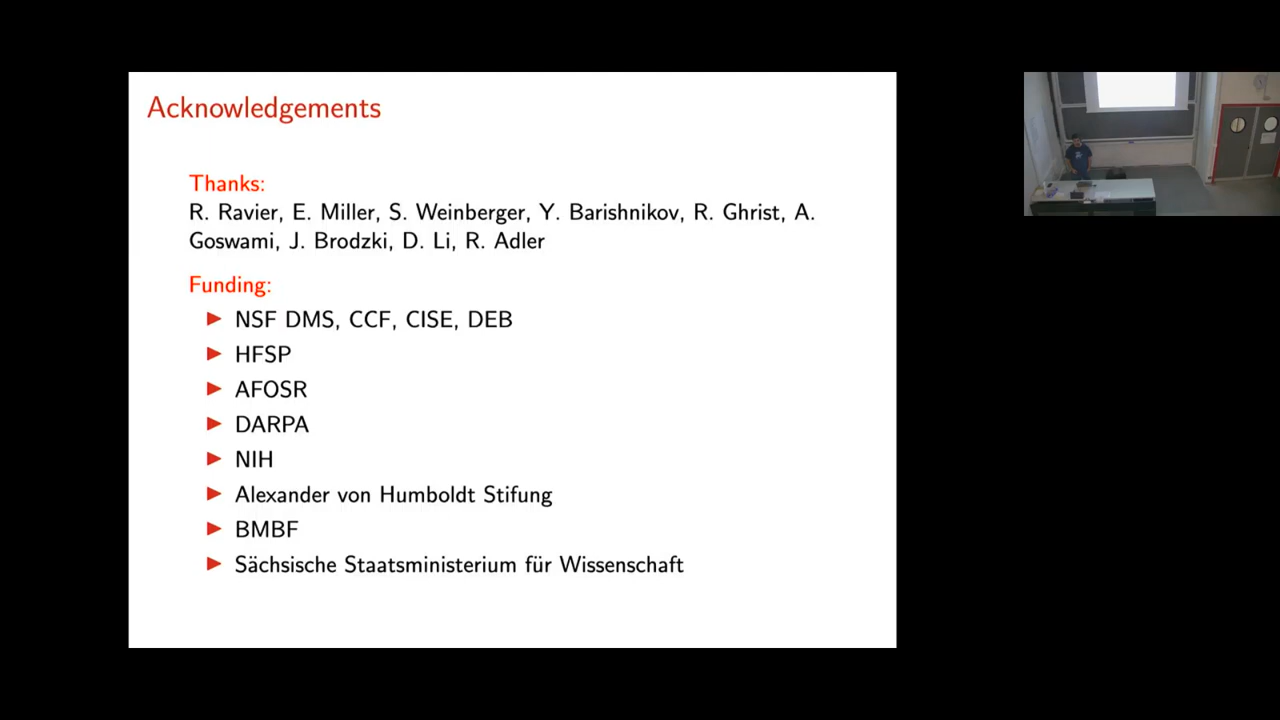 Acknowledgements
Thanks:
R. Ravier, E. Miller, S. Weinberger, Y. Barishnikov, R. Ghrist, A.
Goswami, J. Brodzki, D. Li, R. Adler
Funding:
▶ NSF DMS, CCF, CISE, DEB
▶ HFSP
▶ AFOSR
▶ DARPA
▶ NIH
▶ Alexander von Humboldt Stifung
▶ BMBF
▶ Sächsische Staatsministerium für Wissenschaft